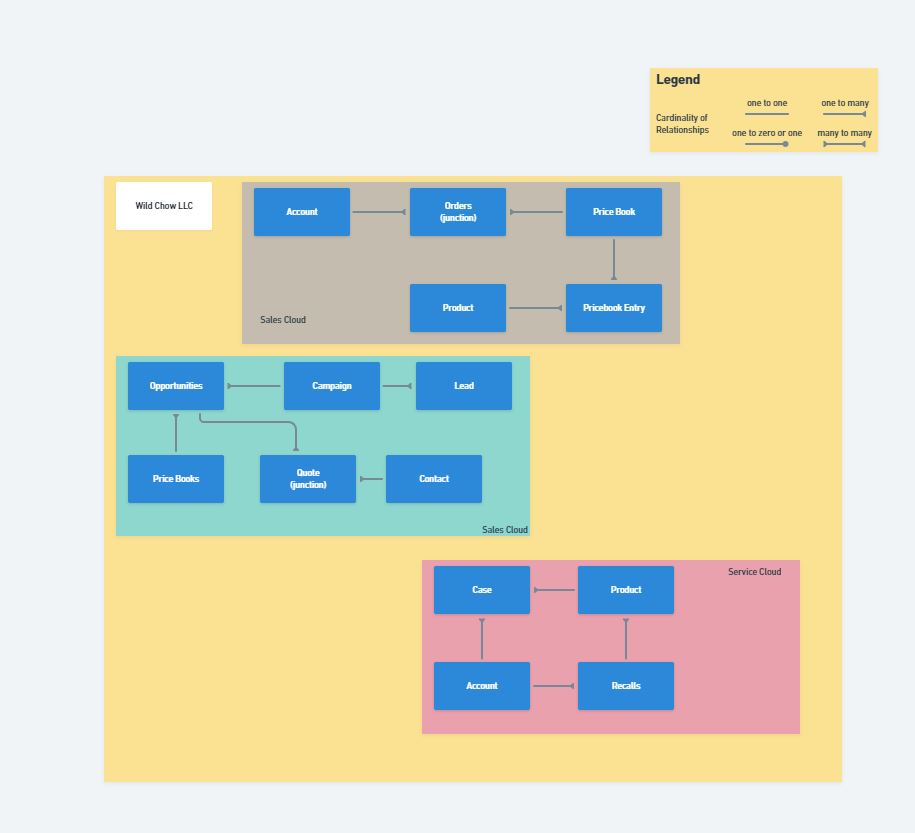 Legend
one to one
one to many
Cardinality of
Relationships
one to zero or one
many to many
Wild Chow LLC
Account
Orders
(junction)
Price Book
Product
Pricebook Entry
Sales Cloud
Opportunities
Campaign
Lead
Price Books
Quote
(junction)
Contact
Sales Cloud
Service Cloud
Case
Product
Account
Recalls